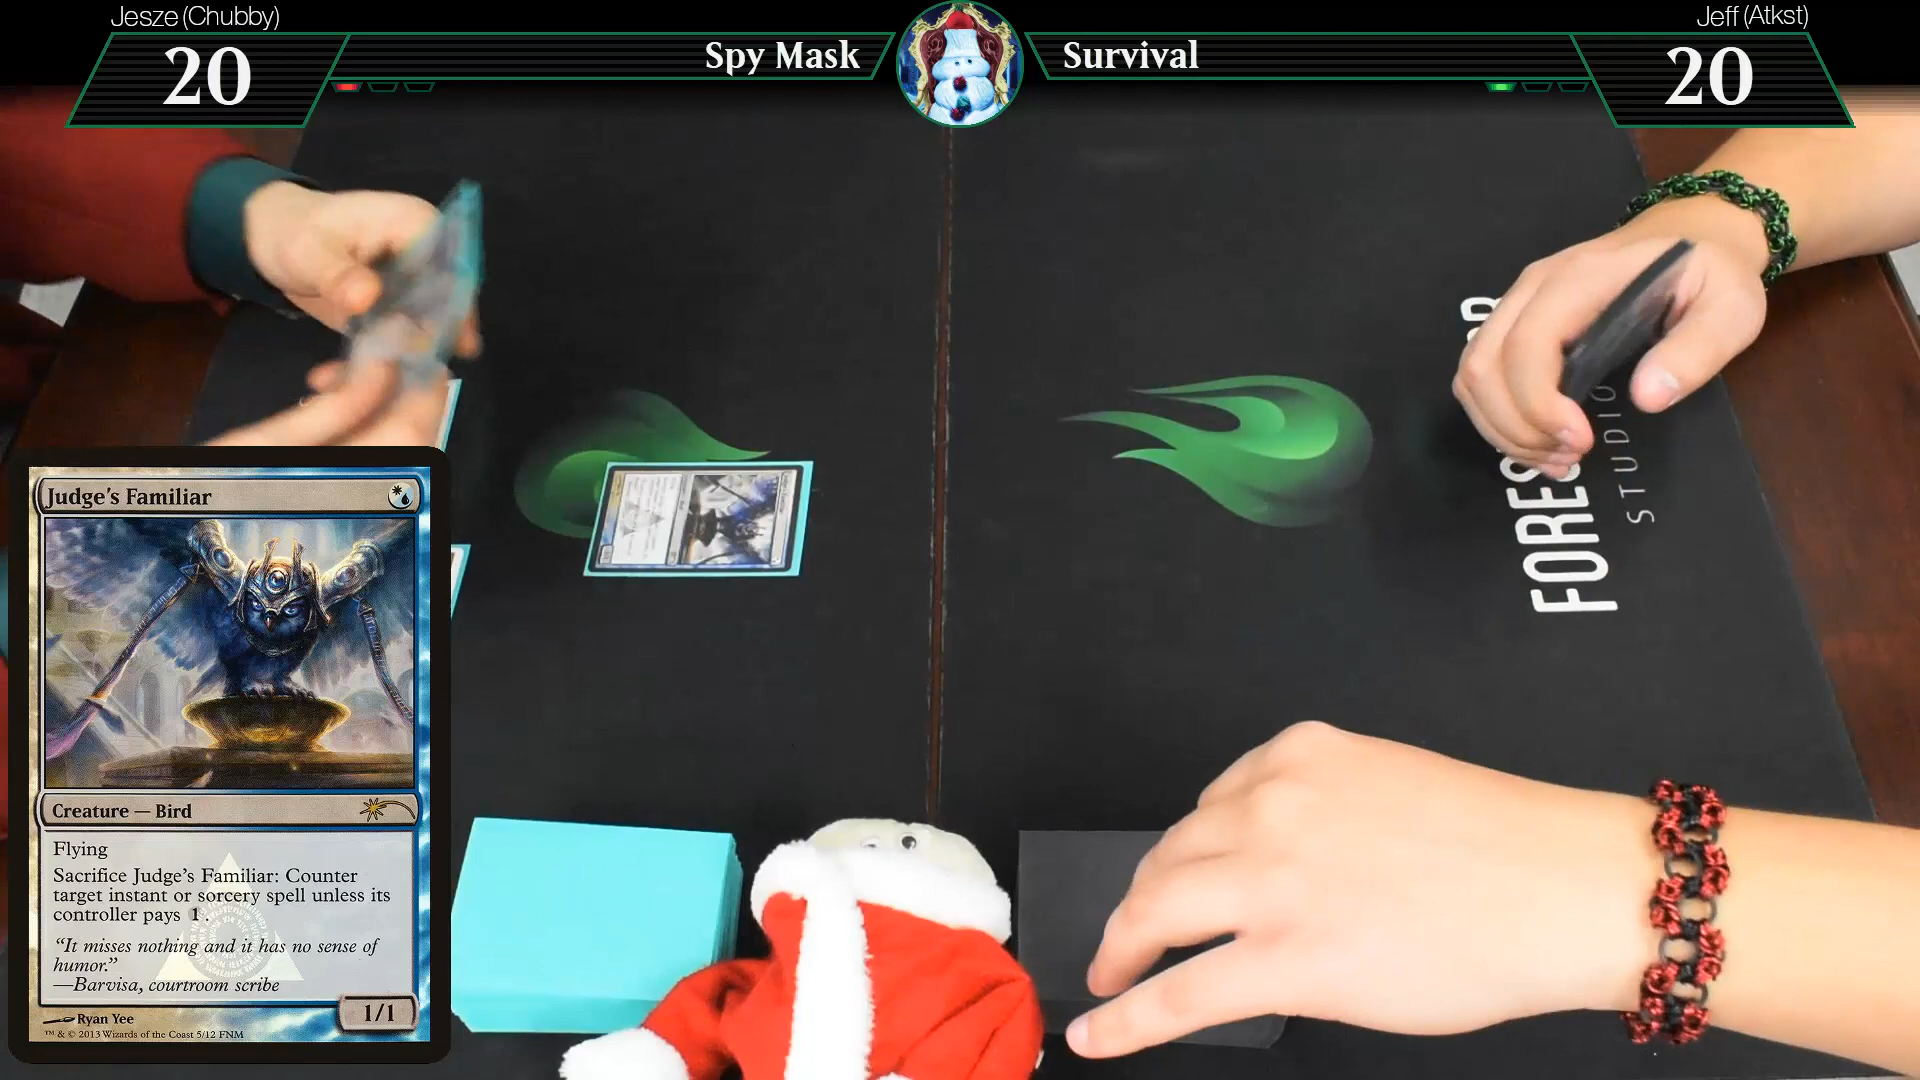 Jesze (Chubby)
20
Spy Mask
Survival
Jeff (Atkst)
20
STUDIO
Judge's Familiar
Creature — Bird
Flying
Sacrifice Judge's Familiar: Counter
target instant or sorcery spell unless its
controller pays 1.
“It misses nothing and it has no sense of
humor.”
—Barvisa, courtroom scribe
1/1
Ryan Yee
™ & © 2013 Wizards of the Coast 5/12 FNM